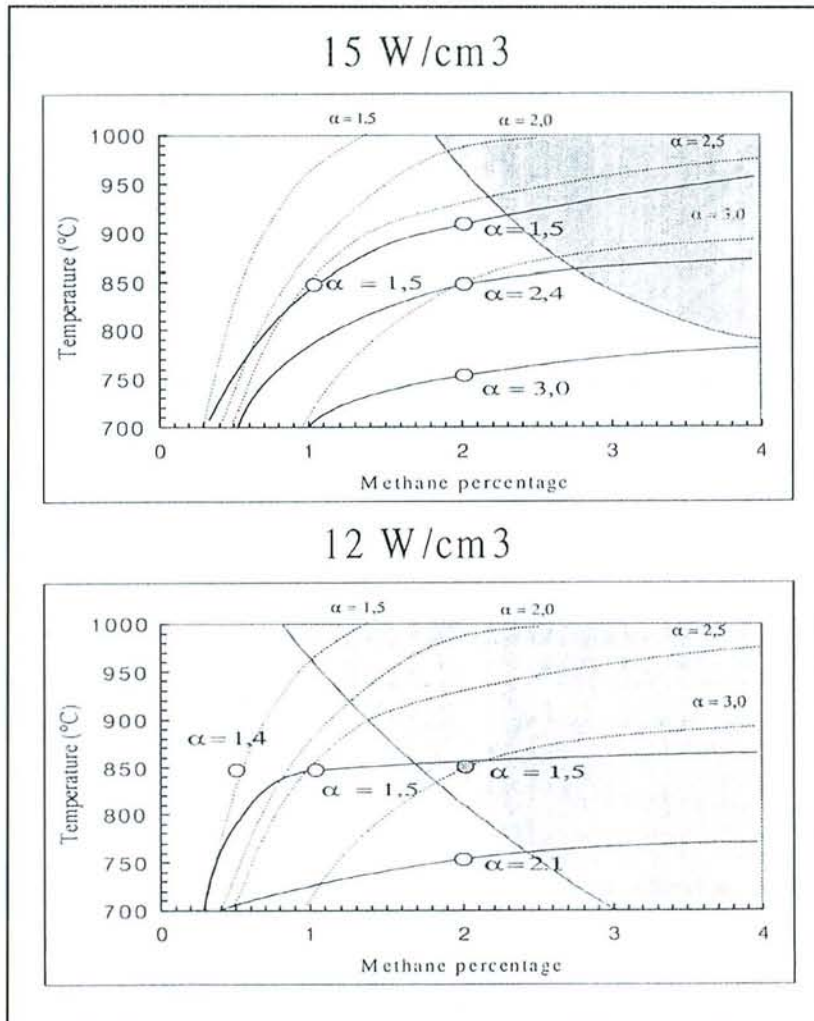 15 W/cm3
α = 1.5
α = 2,0
α = 2,5
α = 3,0
α = 1,5
α = 1,5
α = 2,4
α = 3,0
1000
950
900
850
800
750
700
0 1 2 3 4
Temperature (°C)
Methane percentage
12 W/cm3
α = 1,5
α = 2,0
α = 2,5
α = 3,0
α = 1,4
α = 1,5
α = 1,5
α = 2.1
1000
950
900
850
800
750
700
0 1 2 3 4
Temperature (°C)
Methane percentage